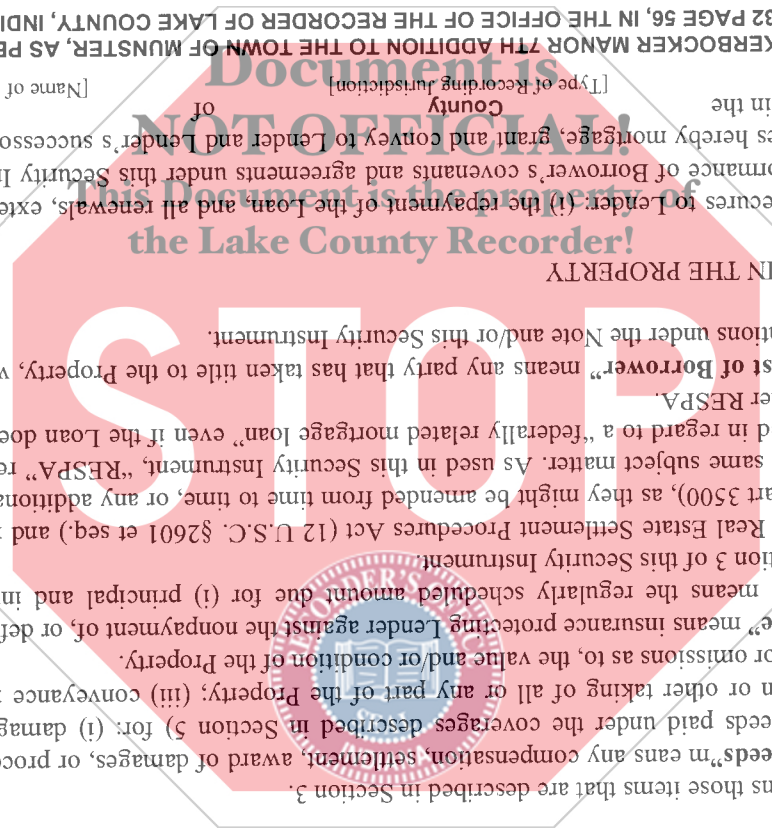 ns those items that are described in Section 3.
eeds" m eans any compensation, settlement, award of damages, or proce
eeds paid under the coverages described in Section 5) for: (i) damag
n or other taking of all or any part of the Property; (iii) conveyance
or omissions as to, the value and/or condition of the Property.
e" means insurance protecting Lender against the nonpayment of, or def
means the regularly scheduled amount due for (i) principal and in
tion 3 of this Security Instrument.
Real Estate Settlement Procedures Act (12 U.S.C. §2601 et seq.) and
art 3500), as they might be amended from time to time, or any additiona
same subject matter. As used in this Security Instrument, "RESPA" re
d in regard to a "federally related mortgage loan" even if the Loan doe
er RESPA.
st of Borrower" means any party that has taken title to the Property, w
tions under the Note and/or this Security Instrument.
IN THE PROPERTY
ecures to Lender: (i) the repayment of the Loan, and all renewals, exte
ormance of Borrower's covenants and agreements under this Security I
es hereby mortgage, grant and convey to Lender and Lender's successo
in the County of
[Type of Recording Jurisdiction] [Name of
KERBOCKER MANOR 7TH ADDITION TO THE TOWN OF MUNSTER, AS PE
32 PAGE 56, IN THE OFFICE OF THE RECORDER OF LAKE COUNTY, INDI
Document is
NOT OFFICIAL!
This Document is the property of
the Lake County Recorder!
STOP
RECORDER'S OFFICE
INDIANA